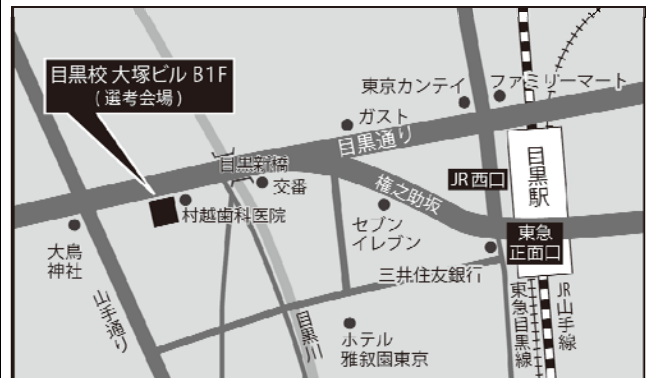 目黒校 大塚ビル B1F
(選考会場)
東京カンテイ
ファミリーマート
ガスト
目黒通り
目黒新橋
交番
村越歯科医院
権之助坂
JR西口
目黒駅
セブン
イレブン
東急
正面口
大鳥
神社
三井住友銀行
山手通り
目黒川
ホテル
雅叙園東京
東急目黒線
JR山手線